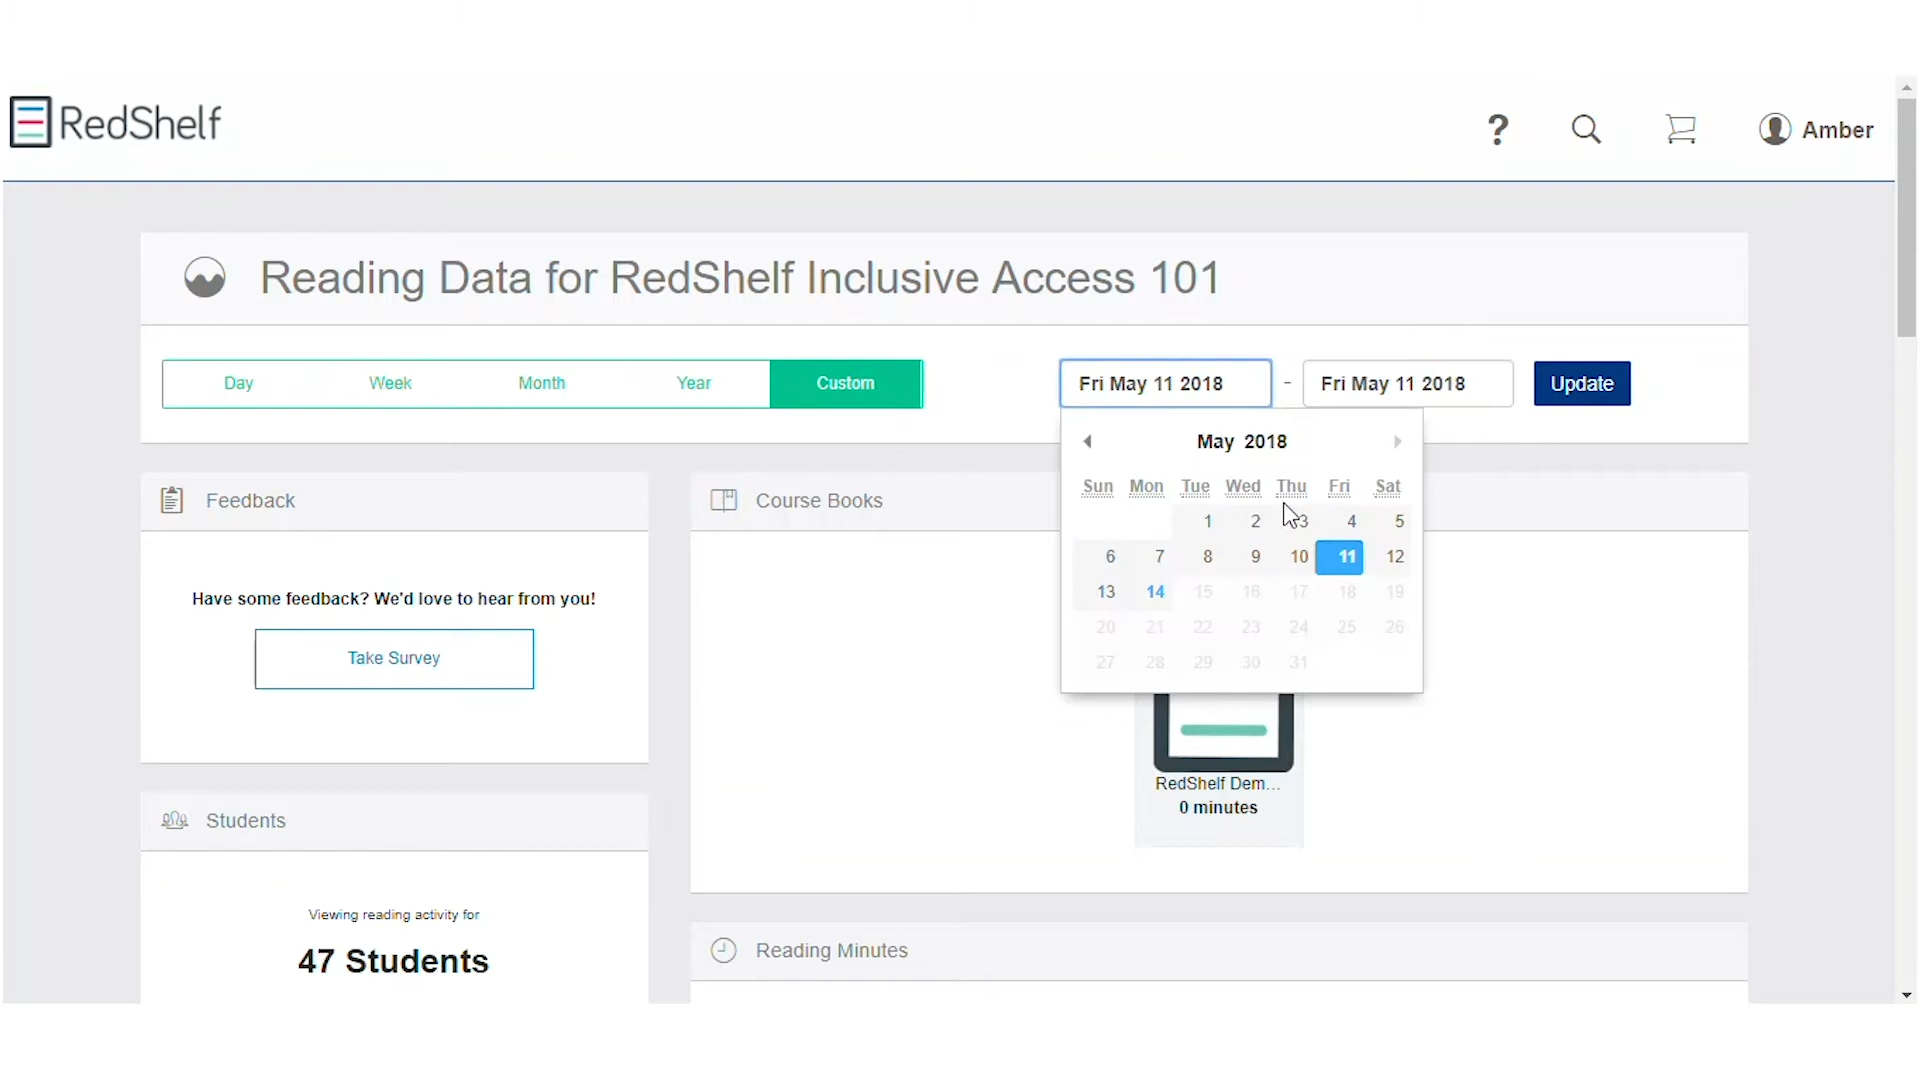 RedShelf
? Amber
Reading Data for RedShelf Inclusive Access 101
Day Week Month Year Custom
Fri May 11 2018 - Fri May 11 2018 Update
May 2018
Sun Mon Tue Wed Thu Fri Sat
1 2 3 4 5
6 7 8 9 10 11 12
13 14 15 16 17 18 19
20 21 22 23 24 25 26
27 28 29 30 31
Feedback
Have some feedback? We'd love to hear from you!
Take Survey
Course Books
RedShelf Dem...
0 minutes
Students
Viewing reading activity for
47 Students
Reading Minutes